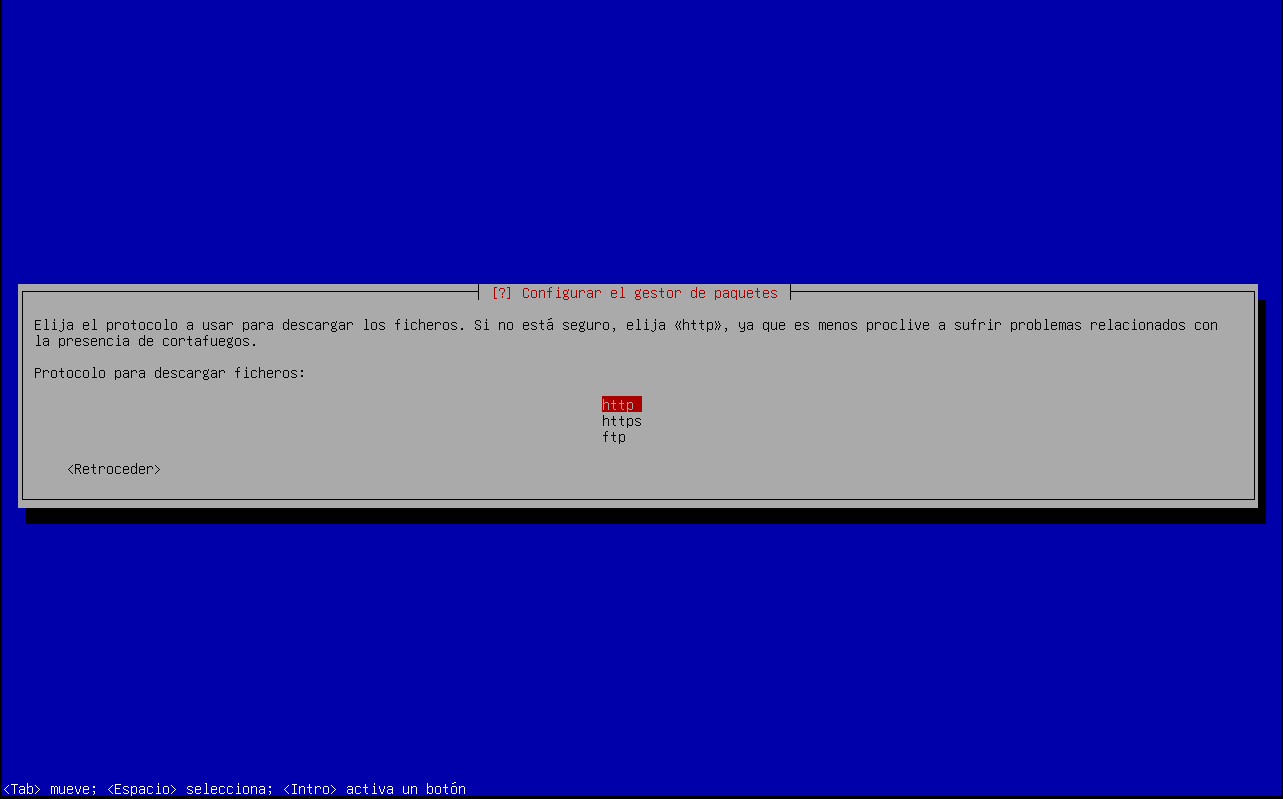 [?] Configurar el gestor de paquetes
Elija el protocolo a usar para descargar los ficheros. Si no está seguro, elija «http», ya que es menos proclive a sufrir problemas relacionados con
la presencia de cortafuegos.
Protocolo para descargar ficheros:
http
https
ftp
<Retroceder>
<Tab> mueve; <Espacio> selecciona; <Intro> activa un botón